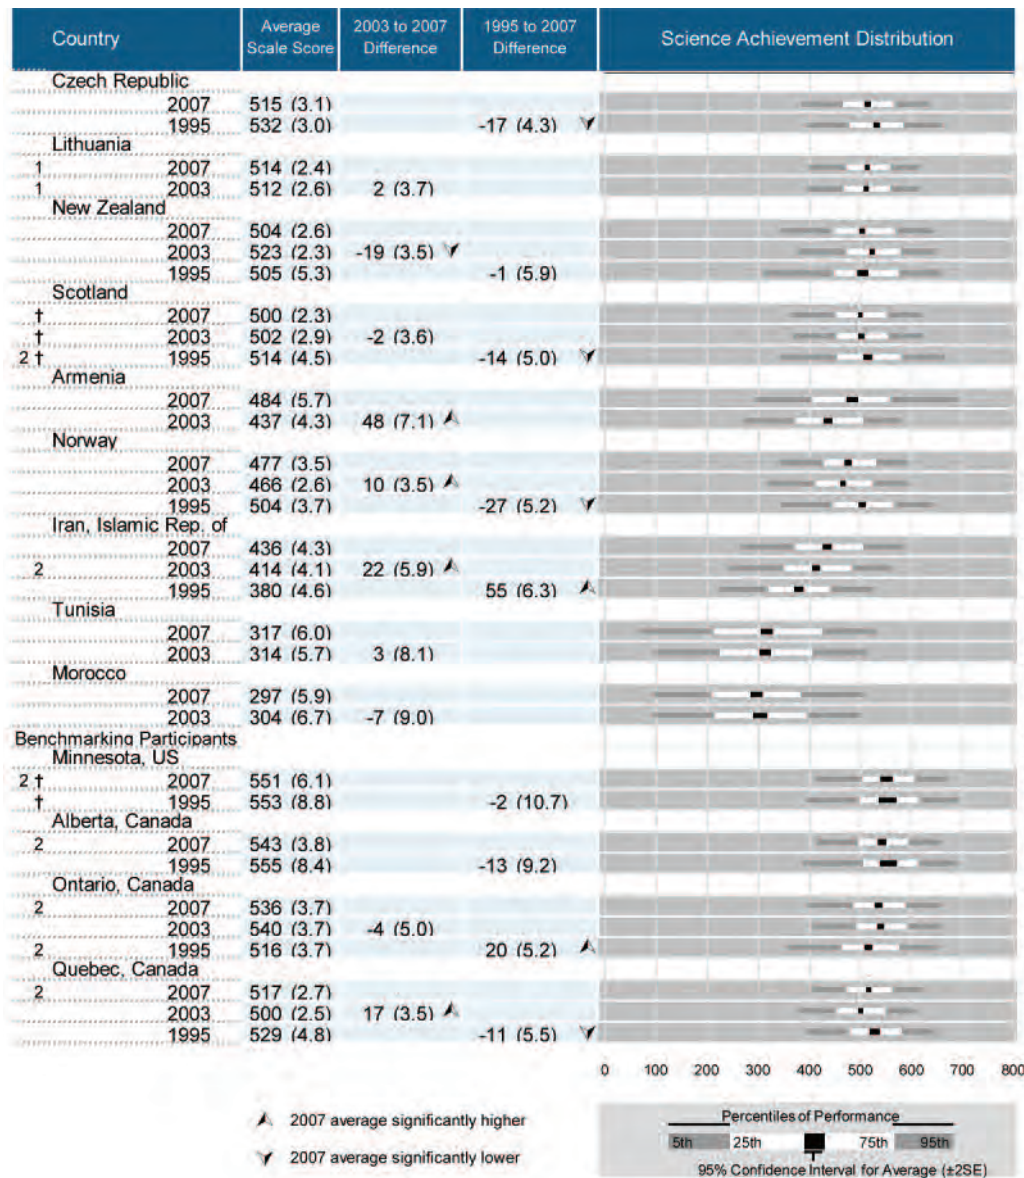 Country Average Scale Score 2003 to 2007 Difference 1995 to 2007 Difference Science Achievement Distribution
Czech Republic
2007 515 (3.1)
1995 532 (3.0) -17 (4.3)
Lithuania
1 2007 514 (2.4)
1 2003 512 (2.6) 2 (3.7)
New Zealand
2007 504 (2.6)
2003 523 (2.3) -19 (3.5)
1995 505 (5.3) -1 (5.9)
Scotland
† 2007 500 (2.3)
† 2003 502 (2.9) -2 (3.6)
2 † 1995 514 (4.5) -14 (5.0)
Armenia
2007 484 (5.7)
2003 437 (4.3) 48 (7.1)
Norway
2007 477 (3.5)
2003 466 (2.6) 10 (3.5)
1995 504 (3.7) -27 (5.2)
Iran, Islamic Rep. of
2007 436 (4.3)
2 2003 414 (4.1) 22 (5.9)
1995 380 (4.6) 55 (6.3)
Tunisia
2007 317 (6.0)
2003 314 (5.7) 3 (8.1)
Morocco
2007 297 (5.9)
2003 304 (6.7) -7 (9.0)
Benchmarking Participants
Minnesota, US
2 † 2007 551 (6.1)
† 1995 553 (8.8) -2 (10.7)
Alberta, Canada
2 2007 543 (3.8)
1995 555 (8.4) -13 (9.2)
Ontario, Canada
2 2007 536 (3.7)
2003 540 (3.7) -4 (5.0)
2 1995 516 (3.7) 20 (5.2)
Quebec, Canada
2 2007 517 (2.7)
2003 500 (2.5) 17 (3.5)
1995 529 (4.8) -11 (5.5)
0 100 200 300 400 500 600 700 800
2007 average significantly higher
2007 average significantly lower
Percentiles of Performance
5th 25th 75th 95th
95% Confidence Interval for Average (±2SE)